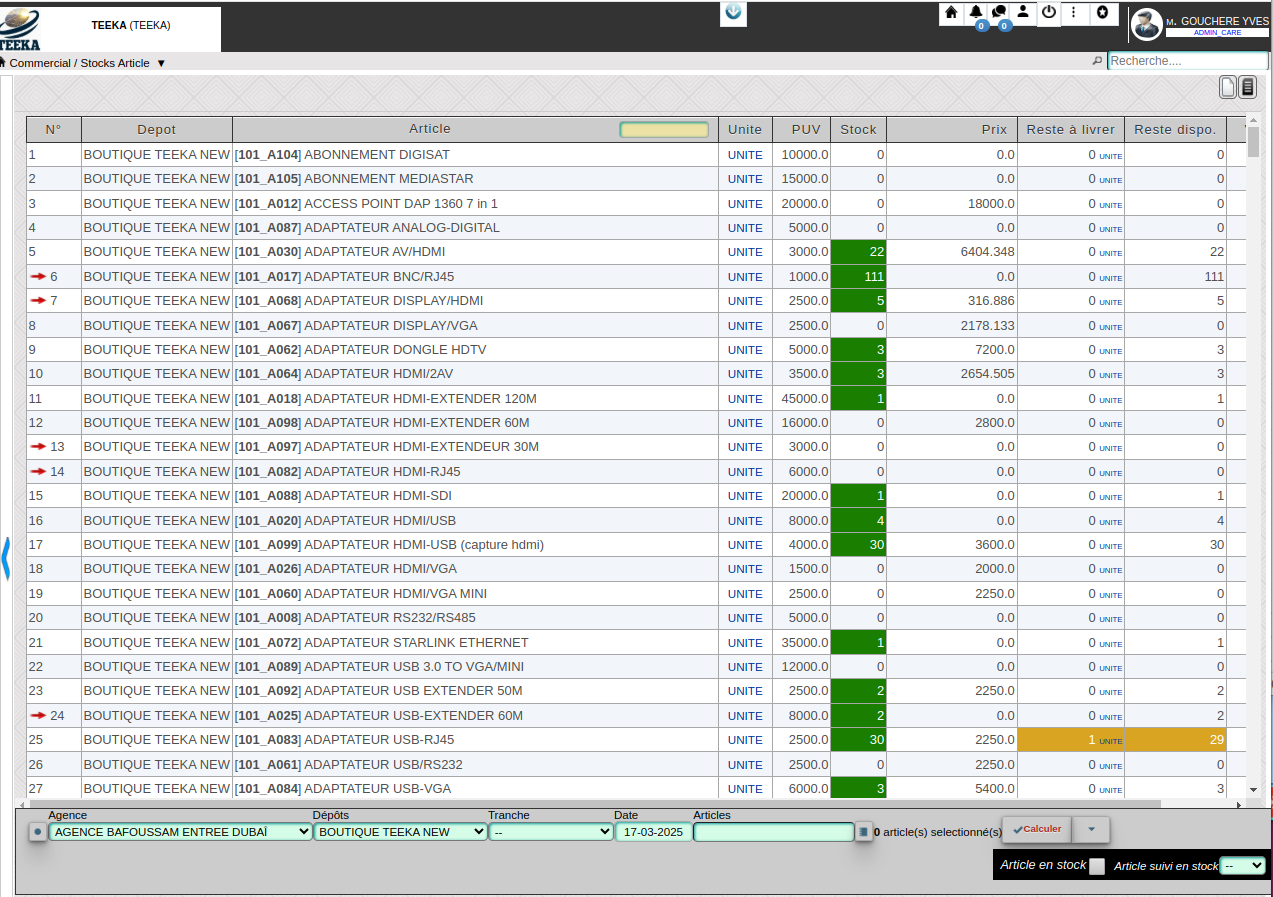 TEEKA (TEEKA)
TEEKA
0 0
M. GOUCHERE YVES
ADMIN_CARE
Commercial / Stocks Article ▼
Recherche....
N° Depot Article Unite PUV Stock Prix Reste à livrer Reste dispo.
1 BOUTIQUE TEEKA NEW [101_A104] ABONNEMENT DIGISAT UNITE 10000.0 0 0.0 0 UNITE 0
2 BOUTIQUE TEEKA NEW [101_A105] ABONNEMENT MEDIASTAR UNITE 15000.0 0 0.0 0 UNITE 0
3 BOUTIQUE TEEKA NEW [101_A012] ACCESS POINT DAP 1360 7 in 1 UNITE 20000.0 0 18000.0 0 UNITE 0
4 BOUTIQUE TEEKA NEW [101_A087] ADAPTATEUR ANALOG-DIGITAL UNITE 5000.0 0 0.0 0 UNITE 0
5 BOUTIQUE TEEKA NEW [101_A030] ADAPTATEUR AV/HDMI UNITE 3000.0 22 6404.348 0 UNITE 22
6 BOUTIQUE TEEKA NEW [101_A017] ADAPTATEUR BNC/RJ45 UNITE 1000.0 111 0.0 0 UNITE 111
7 BOUTIQUE TEEKA NEW [101_A068] ADAPTATEUR DISPLAY/HDMI UNITE 2500.0 5 316.886 0 UNITE 5
8 BOUTIQUE TEEKA NEW [101_A067] ADAPTATEUR DISPLAY/VGA UNITE 2500.0 0 2178.133 0 UNITE 0
9 BOUTIQUE TEEKA NEW [101_A062] ADAPTATEUR DONGLE HDTV UNITE 5000.0 3 7200.0 0 UNITE 3
10 BOUTIQUE TEEKA NEW [101_A064] ADAPTATEUR HDMI/2AV UNITE 3500.0 3 2654.505 0 UNITE 3
11 BOUTIQUE TEEKA NEW [101_A018] ADAPTATEUR HDMI-EXTENDER 120M UNITE 45000.0 1 0.0 0 UNITE 1
12 BOUTIQUE TEEKA NEW [101_A098] ADAPTATEUR HDMI-EXTENDER 60M UNITE 16000.0 0 2800.0 0 UNITE 0
13 BOUTIQUE TEEKA NEW [101_A097] ADAPTATEUR HDMI-EXTENDEUR 30M UNITE 3000.0 0 0.0 0 UNITE 0
14 BOUTIQUE TEEKA NEW [101_A082] ADAPTATEUR HDMI-RJ45 UNITE 6000.0 0 0.0 0 UNITE 0
15 BOUTIQUE TEEKA NEW [101_A088] ADAPTATEUR HDMI-SDI UNITE 20000.0 1 0.0 0 UNITE 1
16 BOUTIQUE TEEKA NEW [101_A020] ADAPTATEUR HDMI/USB UNITE 8000.0 4 0.0 0 UNITE 4
17 BOUTIQUE TEEKA NEW [101_A099] ADAPTATEUR HDMI-USB (capture hdmi) UNITE 4000.0 30 3600.0 0 UNITE 30
18 BOUTIQUE TEEKA NEW [101_A026] ADAPTATEUR HDMI/VGA UNITE 1500.0 0 2000.0 0 UNITE 0
19 BOUTIQUE TEEKA NEW [101_A060] ADAPTATEUR HDMI/VGA MINI UNITE 2500.0 0 2250.0 0 UNITE 0
20 BOUTIQUE TEEKA NEW [101_A008] ADAPTATEUR RS232/RS485 UNITE 5000.0 0 0.0 0 UNITE 0
21 BOUTIQUE TEEKA NEW [101_A072] ADAPTATEUR STARLINK ETHERNET UNITE 35000.0 1 0.0 0 UNITE 1
22 BOUTIQUE TEEKA NEW [101_A089] ADAPTATEUR USB 3.0 TO VGA/MINI UNITE 12000.0 0 0.0 0 UNITE 0
23 BOUTIQUE TEEKA NEW [101_A092] ADAPTATEUR USB EXTENDER 50M UNITE 2500.0 2 2250.0 0 UNITE 2
24 BOUTIQUE TEEKA NEW [101_A025] ADAPTATEUR USB-EXTENDER 60M UNITE 8000.0 2 0.0 0 UNITE 2
25 BOUTIQUE TEEKA NEW [101_A083] ADAPTATEUR USB-RJ45 UNITE 2500.0 30 2250.0 1 UNITE 29
26 BOUTIQUE TEEKA NEW [101_A061] ADAPTATEUR USB/RS232 UNITE 2500.0 0 2250.0 0 UNITE 0
27 BOUTIQUE TEEKA NEW [101_A084] ADAPTATEUR USB-VGA UNITE 6000.0 3 5400.0 0 UNITE 3
Agence Dépôts Tranche Date Articles
AGENCE BAFOUSSAM ENTREE DUBAÏ BOUTIQUE TEEKA NEW -- 17-03-2025 0 article(s) selectionné(s) Calculer
Article en stock Article suivi en stock --